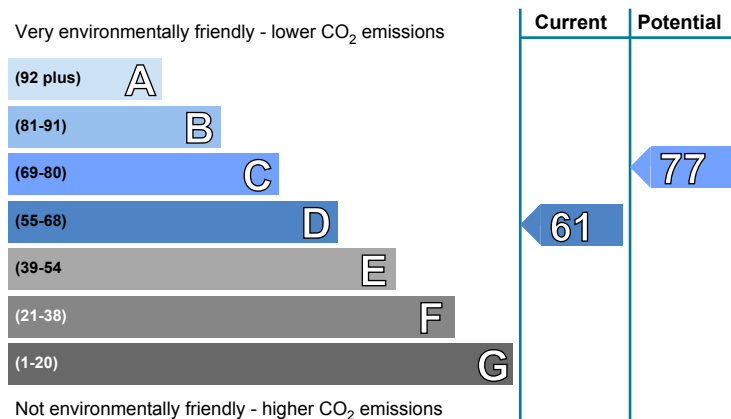 Current Potential
Very environmentally friendly - lower CO2 emissions
(92 plus) A
(81-91) B
(69-80) C
77
(55-68) D
61
(39-54 E
(21-38) F
(1-20) G
Not environmentally friendly - higher CO2 emissions